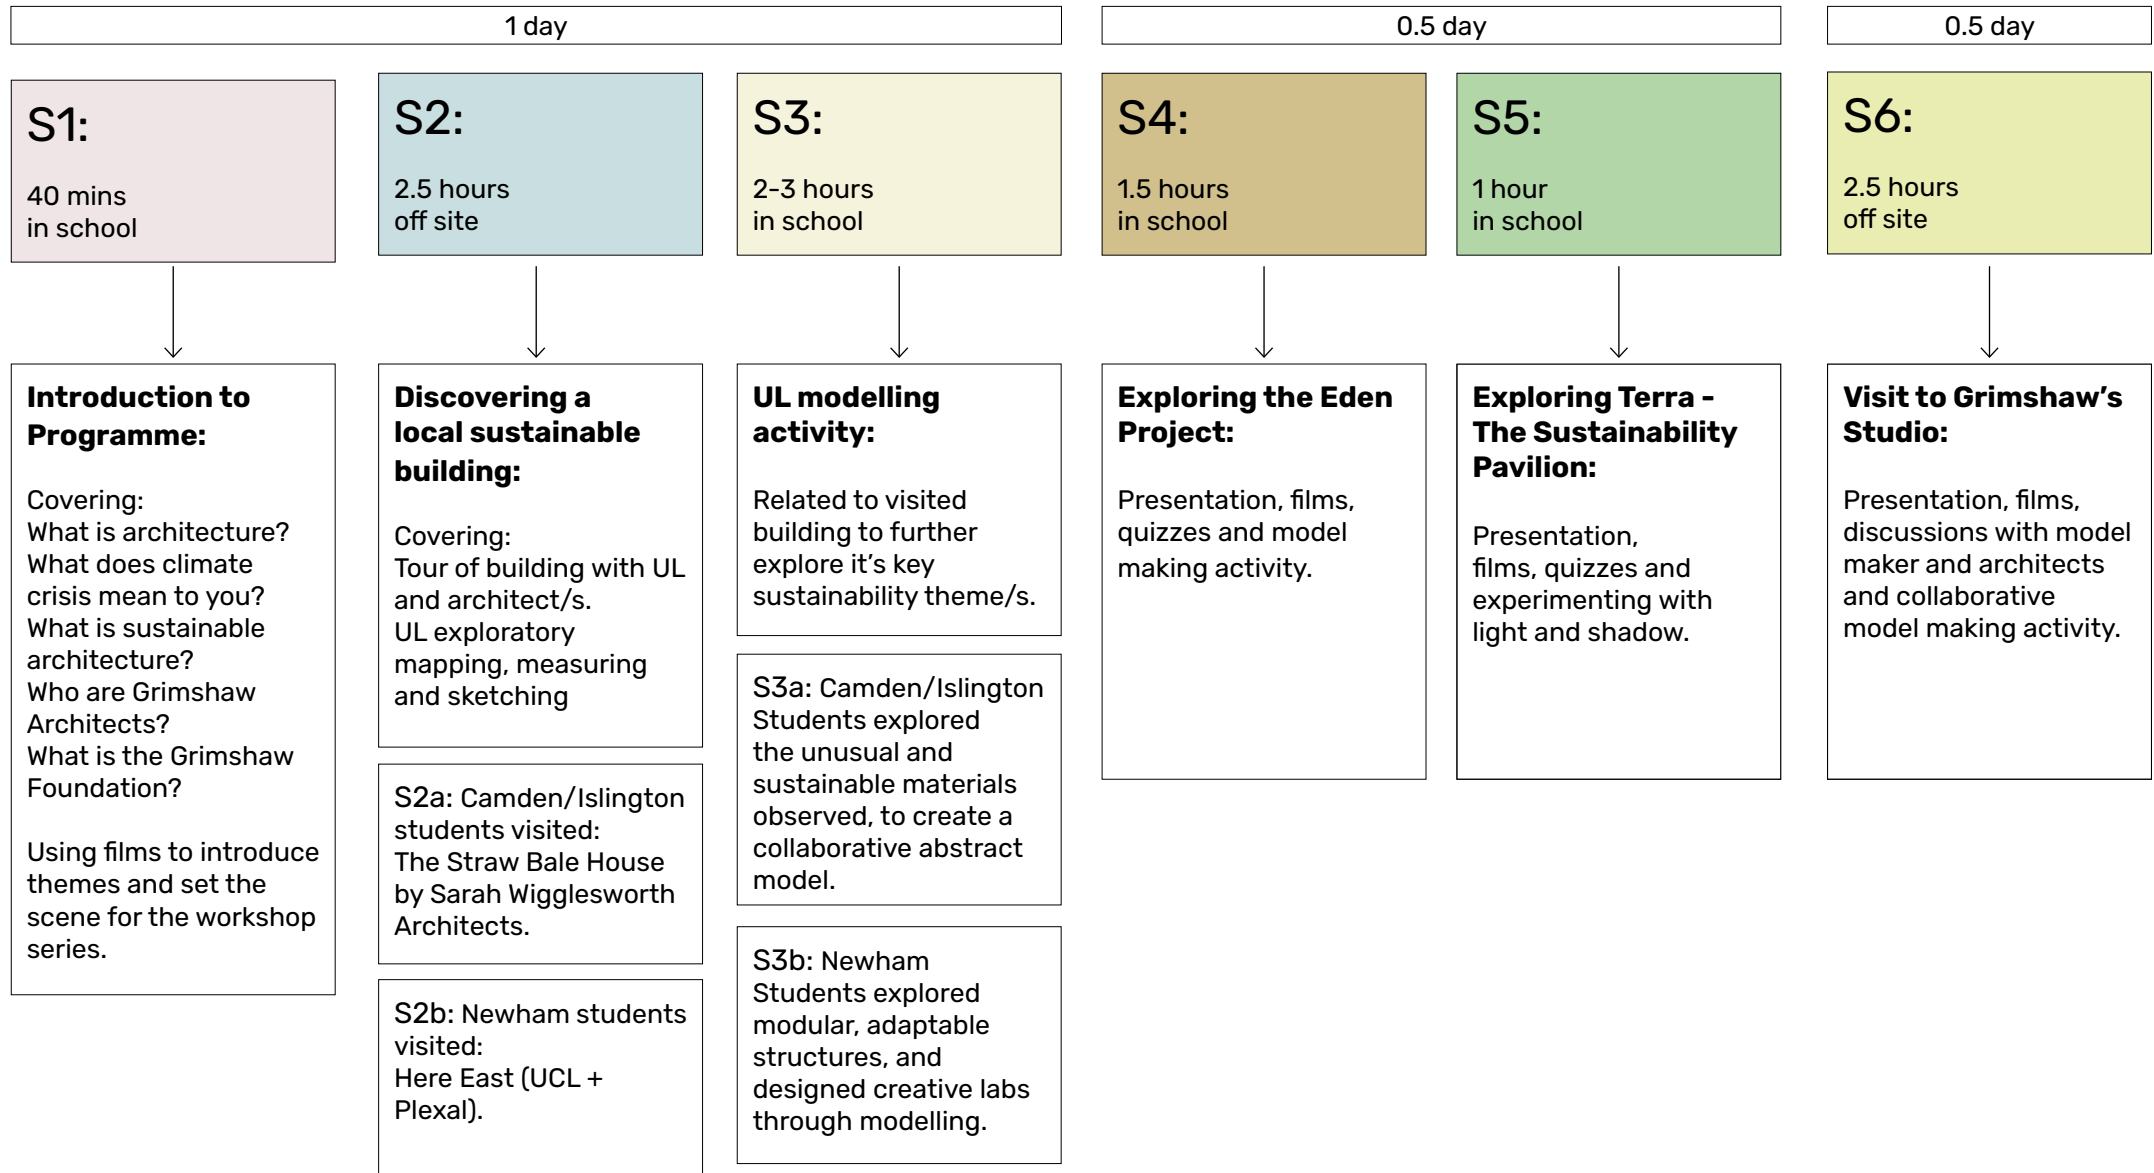 1 day
0.5 day
0.5 day
S1:
40 mins
in school
S2:
2.5 hours
off site
S3:
2-3 hours
in school
S4:
1.5 hours
in school
S5:
1 hour
in school
S6:
2.5 hours
off site
Introduction to
Programme:
Covering:
What is architecture?
What does climate
crisis mean to you?
What is sustainable
architecture?
Who are Grimshaw
Architects?
What is the Grimshaw
Foundation?
Using films to introduce
themes and set the
scene for the workshop
series.
Discovering a
local sustainable
building:
Covering:
Tour of building with UL
and architect/s.
UL exploratory
mapping, measuring
and sketching
S2a: Camden/Islington
students visited:
The Straw Bale House
by Sarah Wigglesworth
Architects.
S2b: Newham students
visited:
Here East (UCL +
Plexal).
UL modelling
activity:
Related to visited
building to further
explore it's key
sustainability theme/s.
S3a: Camden/Islington
Students explored
the unusual and
sustainable materials
observed, to create a
collaborative abstract
model.
S3b: Newham
Students explored
modular, adaptable
structures, and
designed creative labs
through modelling.
Exploring the Eden
Project:
Presentation, films,
quizzes and model
making activity.
Exploring Terra -
The Sustainability
Pavilion:
Presentation,
films, quizzes and
experimenting with
light and shadow.
Visit to Grimshaw's
Studio:
Presentation, films,
discussions with model
maker and architects
and collaborative
model making activity.